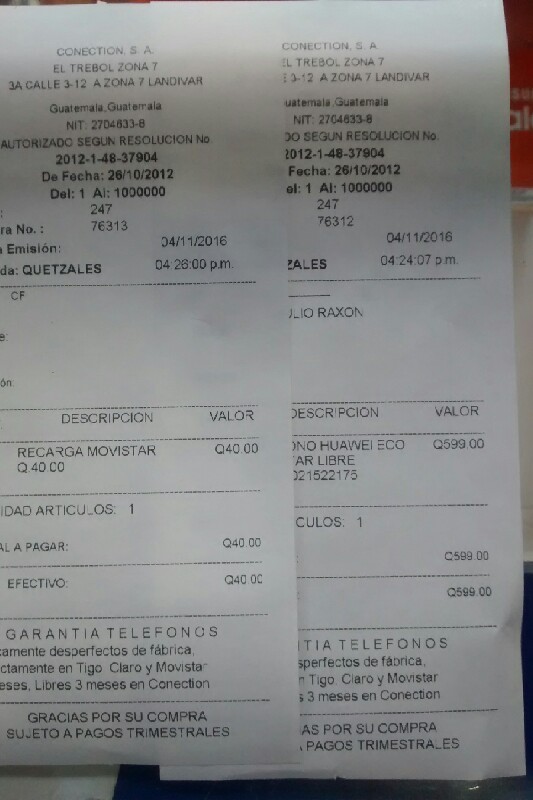 CONECTION, S. A.
EL TREBOL ZONA 7
3A CALLE 3-12 A ZONA 7 LANDIVAR
Guatemala,Guatemala
NIT: 2704633-8
AUTORIZADO SEGUN RESOLUCION No.
2012-1-48-37904
De Fecha: 26/10/2012
Del: 1 Al: 1000000
247
ra No. : 76313
Emisión: 04/11/2016
da: QUETZALES 04:26:00 p.m.
CF
e:
ón:
DESCRIPCION VALOR
RECARGA MOVISTAR Q40.00
Q.40.00
IDAD ARTICULOS: 1
AL A PAGAR: Q40.00
EFECTIVO: Q40.00
GARANTIA TELEFONOS
camente desperfectos de fábrica,
ctamente en Tigo, Claro y Movistar
eses, Libres 3 meses en Conection
GRACIAS POR SU COMPRA
SUJETO A PAGOS TRIMESTRALES
CONECTION, S. A.
EL TREBOL ZONA 7
E 3-12 A ZONA 7 LANDIVAR
uatemala,Guatemala
NIT: 2704633-8
DO SEGUN RESOLUCION No.
2012-1-48-37904
Fecha: 26/10/2012
el: 1 Al: 1000000
247
76312
04/11/2016
ZALES 04:24:07 p.m.
ULIO RAXON
DESCRIPCION VALOR
ONO HUAWEI ECO Q599.00
AR LIBRE
021522175
CULOS: 1
Q599.00
Q599.00
TIA TELEFONOS
sperfectos de fábrica,
n Tigo, Claro y Movistar
s 3 meses en Conection
AS POR SU COMPRA
A PAGOS TRIMESTRALES